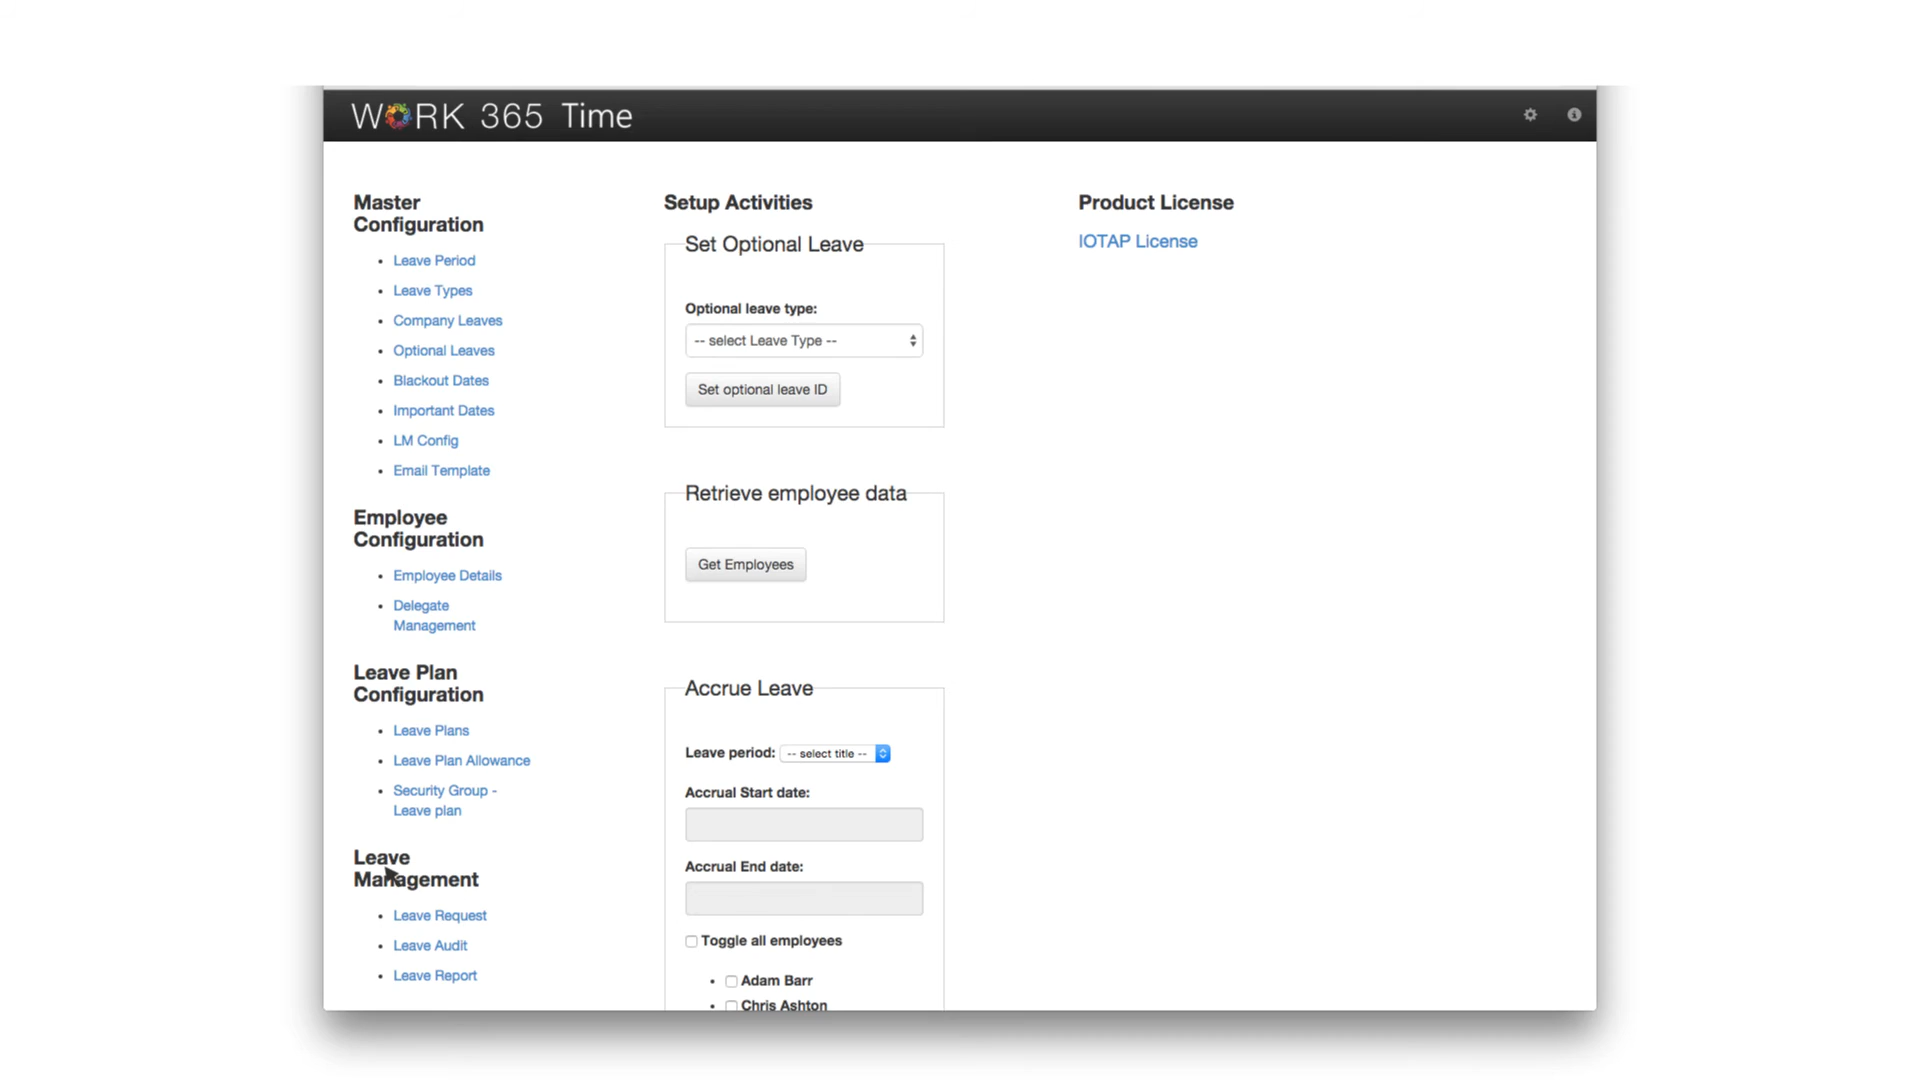 WORK 365 Time
Master
Configuration
Leave Period
Leave Types
Company Leaves
Optional Leaves
Blackout Dates
Important Dates
LM Config
Email Template
Employee
Configuration
Employee Details
Delegate
Management
Leave Plan
Configuration
Leave Plans
Leave Plan Allowance
Security Group -
Leave plan
Leave
Management
Leave Request
Leave Audit
Leave Report
Setup Activities
Set Optional Leave
Optional leave type:
-- select Leave Type --
Set optional leave ID
Retrieve employee data
Get Employees
Accrue Leave
Leave period: -- select title --
Accrual Start date:
Accrual End date:
Toggle all employees
Adam Barr
Chris Ashton
Product License
IOTAP License